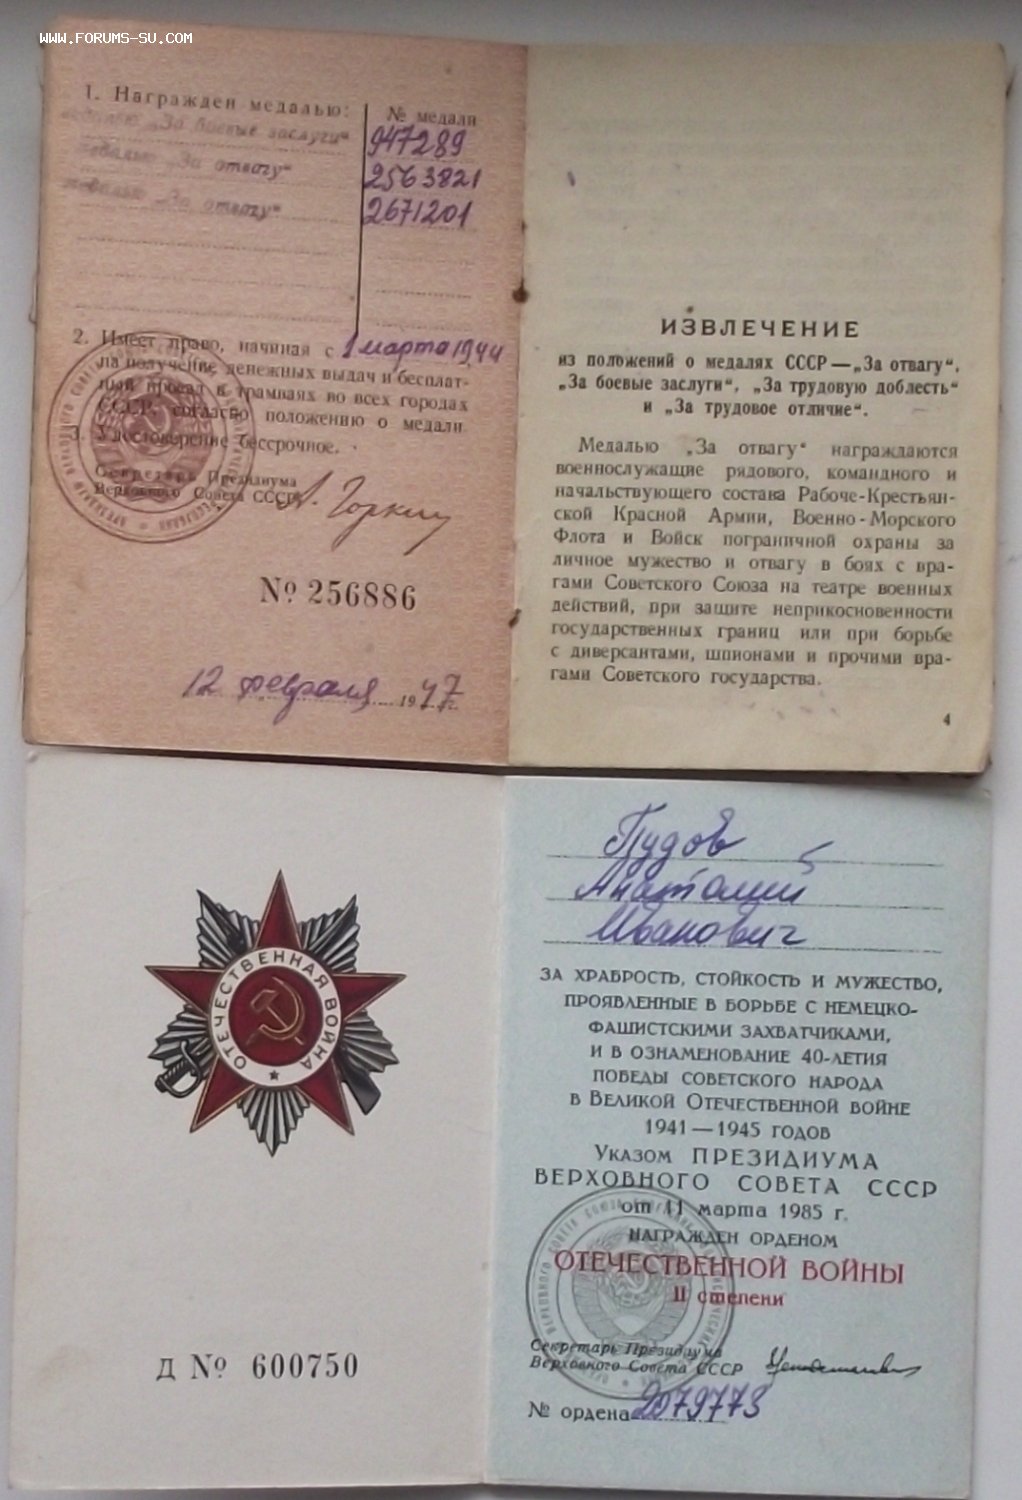 WWW.FORUMS-SU.COM
1. Награжден медалью:
№ медали
медалью „За боевые заслуги“ 947289
медалью „За отвагу“ 2563821
медалью „За отвагу“ 2671201
2. Имеет право, начиная с 1 марта 1944
на получение денежных выдач и бесплат-
ный проезд в трамваях во всех городах
СССР, согласно положению о медали.
3. Удостоверение бессрочное.
Секретарь Президиума
Верховного Совета СССР А. Горкин
№ 256886
12 февраля 1947 г.
ИЗВЛЕЧЕНИЕ
из положений о медалях СССР — „За отвагу“,
„За боевые заслуги“, „За трудовую доблесть“
и „За трудовое отличие“.
Медалью „За отвагу“ награждаются
военнослужащие рядового, командного и
начальствующего состава Рабоче-Крестьян-
ской Красной Армии, Военно-Морского
Флота и Войск пограничной охраны за
личное мужество и отвагу в боях с вра-
гами Советского Союза на театре военных
действий, при защите неприкосновенности
государственных границ или при борьбе
с диверсантами, шпионами и прочими вра-
гами Советского государства.
4
ОТЕЧЕСТВЕННАЯ ВОЙНА
Д № 600750
Пудов
Анатолий
Иванович
ЗА ХРАБРОСТЬ, СТОЙКОСТЬ И МУЖЕСТВО,
ПРОЯВЛЕННЫЕ В БОРЬБЕ С НЕМЕЦКО-
ФАШИСТСКИМИ ЗАХВАТЧИКАМИ,
И В ОЗНАМЕНОВАНИЕ 40-ЛЕТИЯ
ПОБЕДЫ СОВЕТСКОГО НАРОДА
В ВЕЛИКОЙ ОТЕЧЕСТВЕННОЙ ВОЙНЕ
1941 — 1945 ГОДОВ
УКАЗОМ ПРЕЗИДИУМА
ВЕРХОВНОГО СОВЕТА СССР
от 11 марта 1985 г.
НАГРАЖДЕН ОРДЕНОМ
ОТЕЧЕСТВЕННОЙ ВОЙНЫ
II степени
Секретарь Президиума
Верховного Совета СССР
№ ордена 2079773